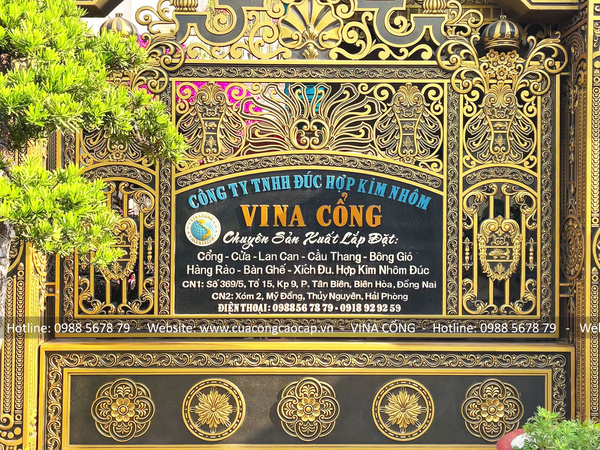 CÔNG TY TNHH ĐÚC HỢP KIM NHÔM
VINA CỔNG
Chuyên Sản Xuất Lắp Đặt:
Cổng - Cửa - Lan Can - Cầu Thang - Bông Gió
Hàng Rào - Bàn Ghế - Xích Đu. Hợp Kim Nhôm Đúc
CN1: Số 369/5, Tổ 15, Kp 9, P. Tân Biên, Biên Hòa, Đồng Nai
CN2: Xóm 2, Mỹ Đồng, Thủy Nguyên, Hải Phòng
ĐIỆN THOẠI : 0988 56 78 79 - 0918 92 92 59
Hotline: 0988 5678 79 - Website: www.cuacongcaocap.vn - VINA CỔNG - Hotline: 0988 5678 79 - We